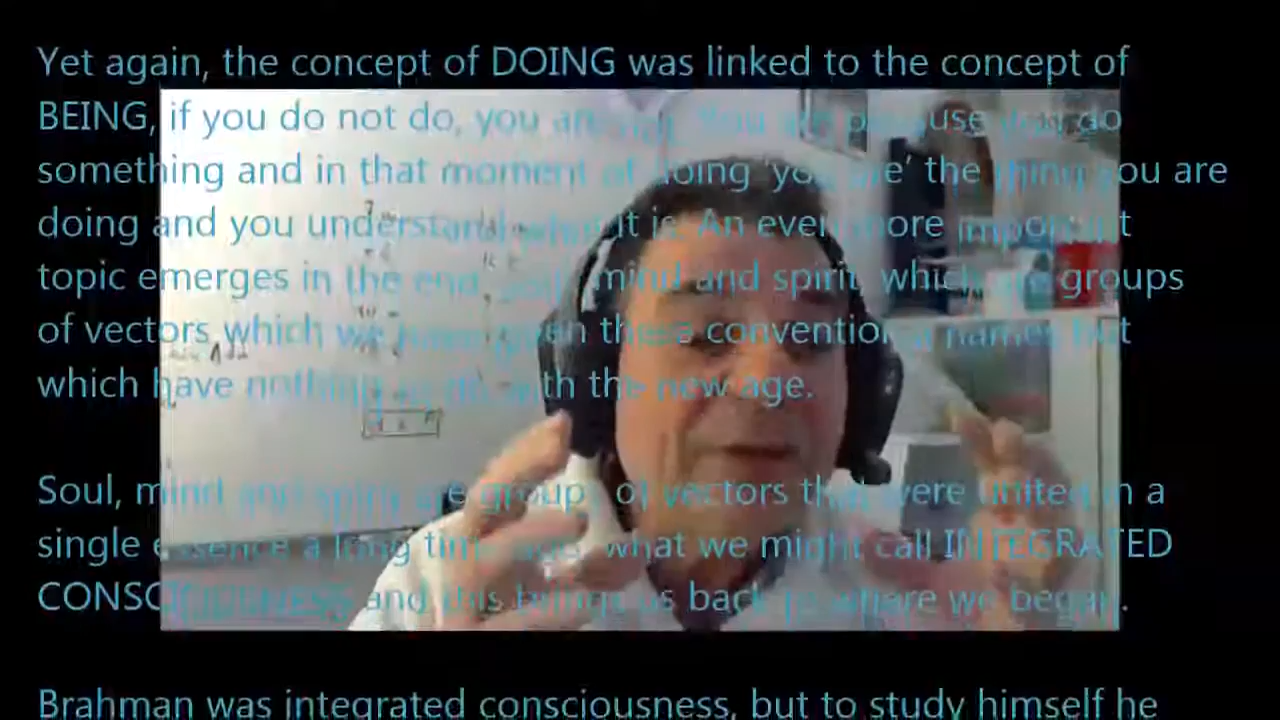 Yet again, the concept of DOING was linked to the concept of
BEING, if you do not do, you are You are because you do
something and in that moment of doing 'you are' the thing you are
doing and you understand what it is. An even more important
topic emerges in the end, soul, mind and spirit, which are groups
of vectors which we have given these conventional names but
which have nothing to do with the new age.
Soul, mind and spirit are groups of vectors that were united in a
single essence a long time ago, what we might call INTEGRATED
CONSCIOUSNESS and this brings us back to where we began.
Brahman was integrated consciousness, but to study himself he